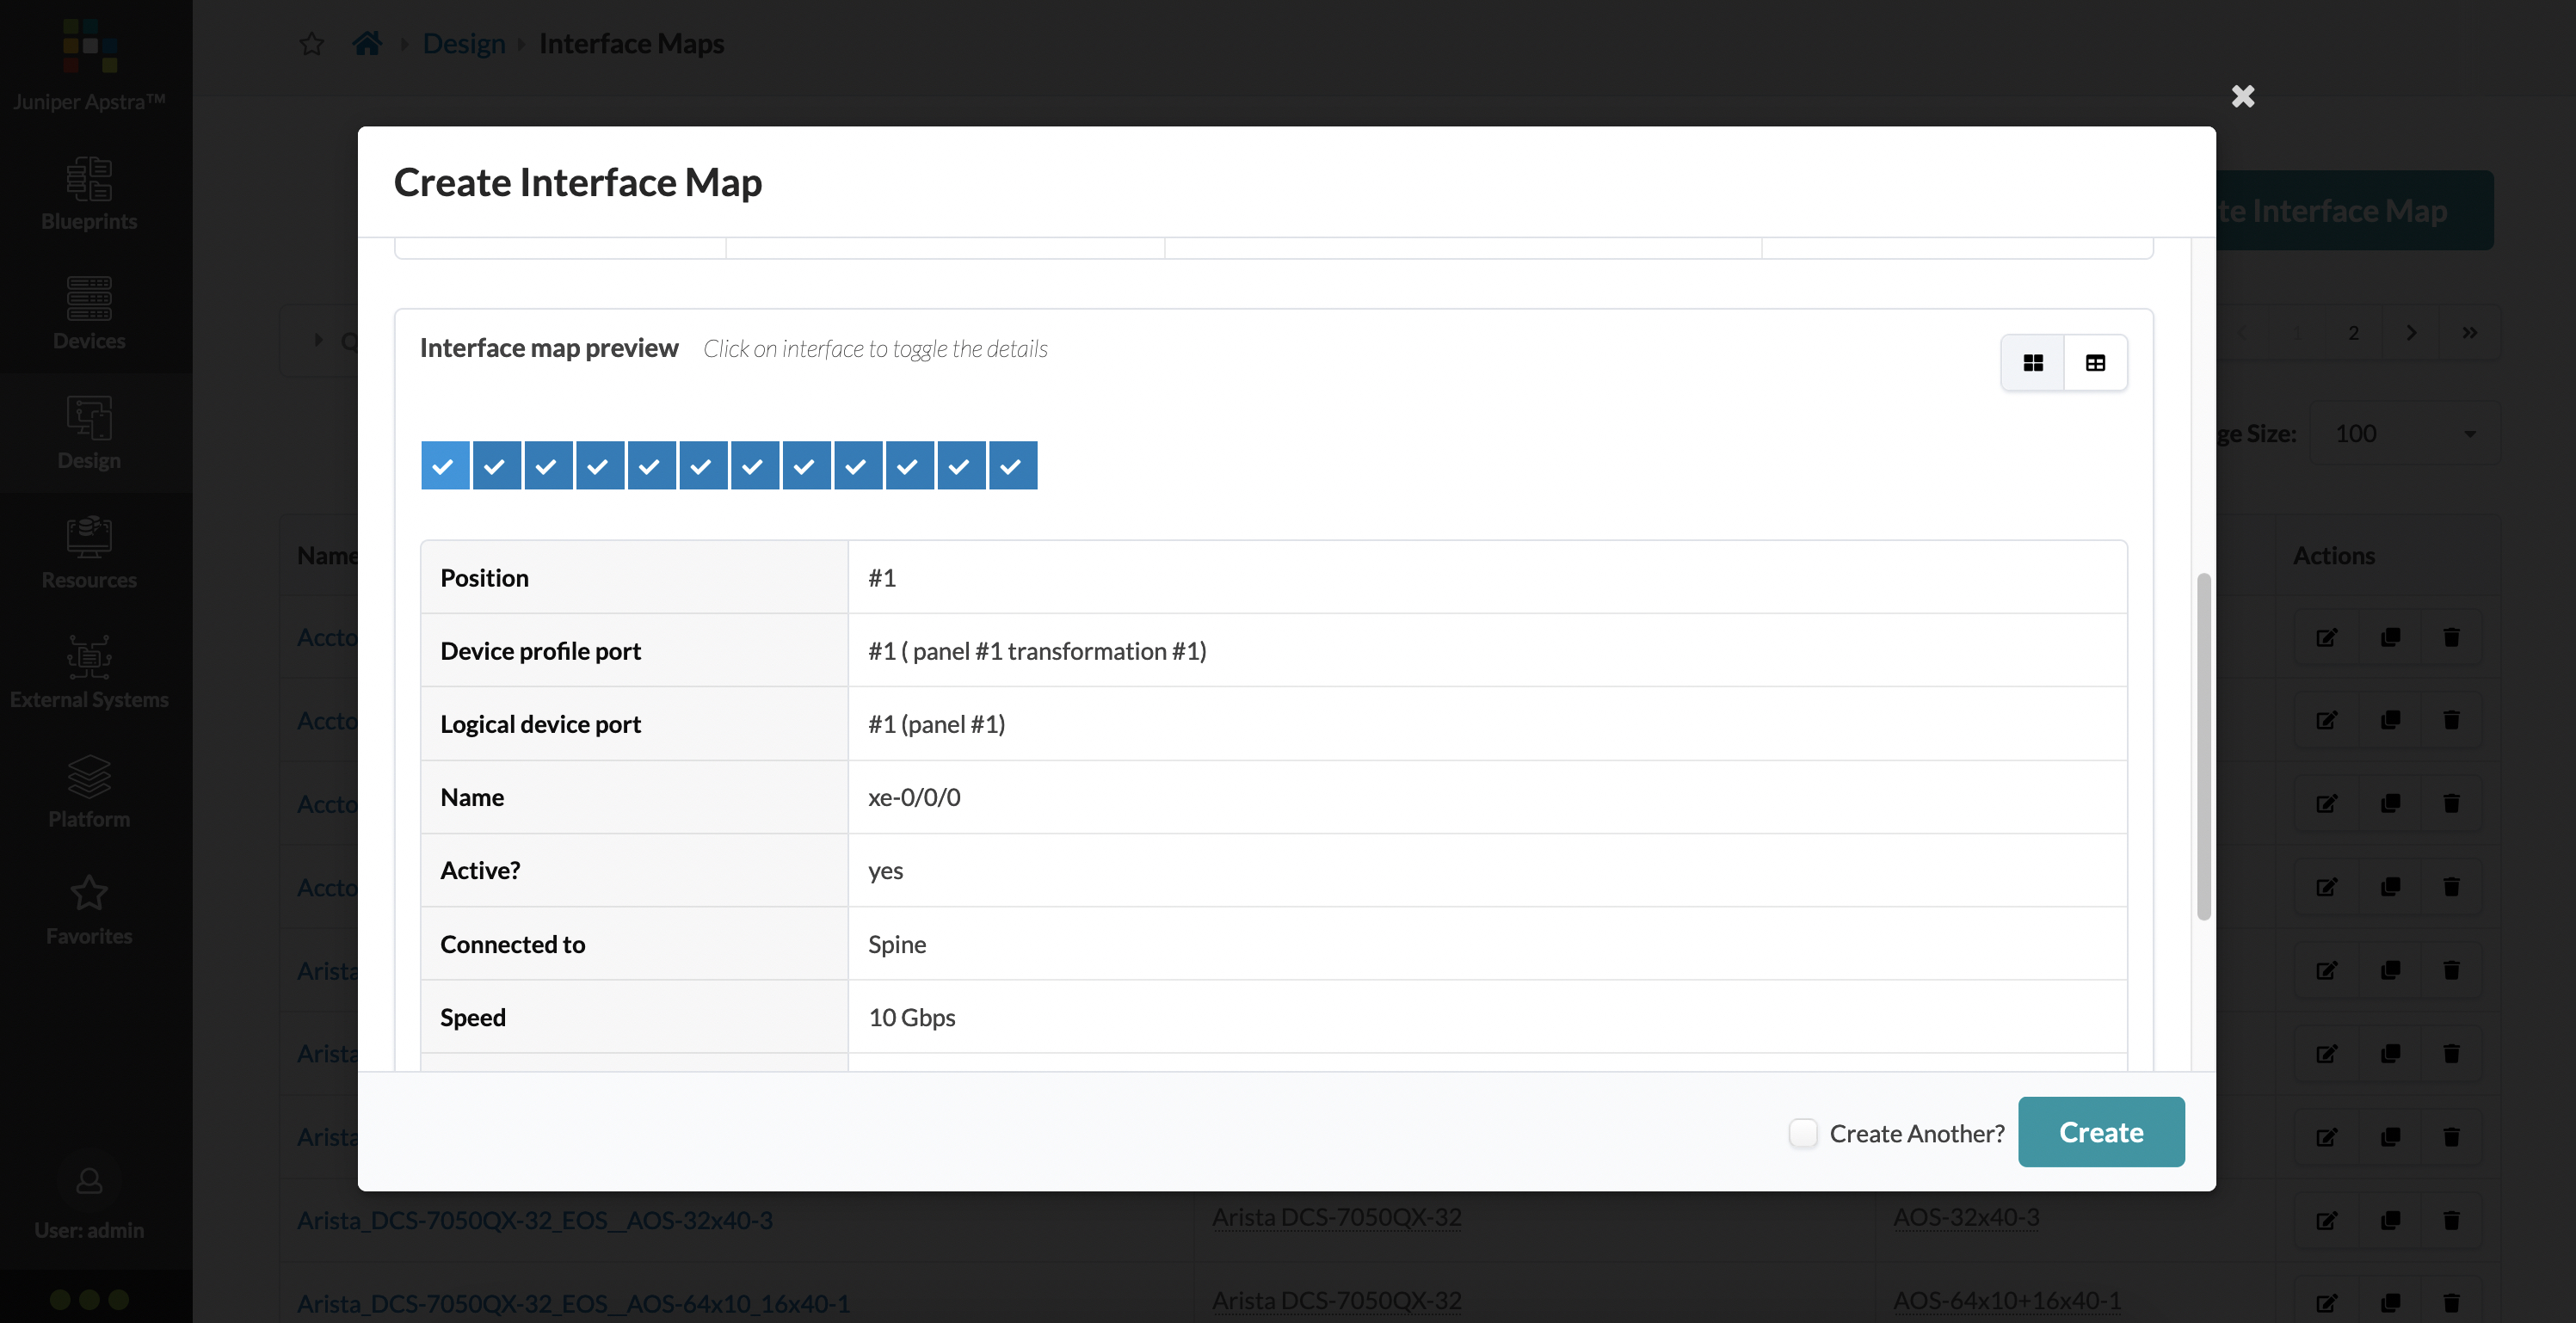 Juniper Apstra™
Blueprints
Devices
Design
Resources
External Systems
Platform
Favorites
User: admin
Design
Interface Maps
te Interface Map
Q
2
ge Size:
100
Name
Actions
Accto
Accto
Accto
Accto
Arista
Arista
Arista
Create Interface Map
Interface map preview Click on interface to toggle the details
Position #1
Device profile port #1 ( panel #1 transformation #1)
Logical device port #1 (panel #1)
Name xe-0/0/0
Active? yes
Connected to Spine
Speed 10 Gbps
Create Another? Create
Arista_DCS-7050QX-32_EOS__AOS-32x40-3 Arista DCS-7050QX-32 AOS-32x40-3
Arista_DCS-7050QX-32_EOS__AOS-64x10_16x40-1 Arista DCS-7050QX-32 AOS-64x10+16x40-1